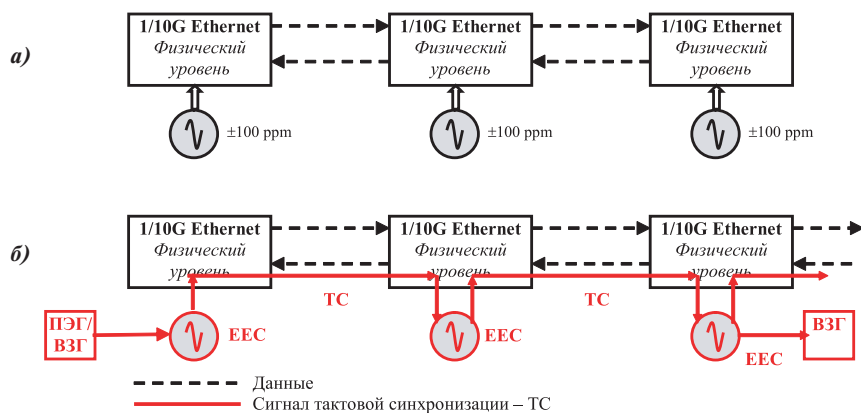 а)
1/10G Ethernet
Физический
уровень
1/10G Ethernet
Физический
уровень
1/10G Ethernet
Физический
уровень
±100 ppm
±100 ppm
±100 ppm
б)
1/10G Ethernet
Физический
уровень
1/10G Ethernet
Физический
уровень
1/10G Ethernet
Физический
уровень
ТС
ТС
ПЭГ/
ВЗГ
EEC
EEC
EEC
ВЗГ
Данные
Сигнал тактовой синхронизации – ТС